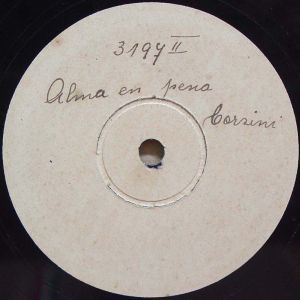 3197 II
Alma en pena
Corsini